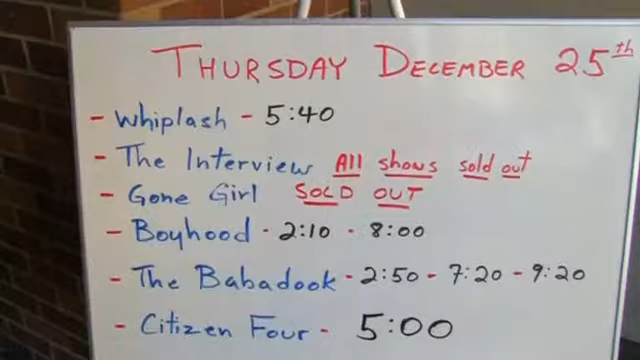 THURSDAY DECEMBER 25th
- Whiplash - 5:40
- The Interview All shows sold out
- Gone Girl SOLD OUT
- Boyhood - 2:10 - 8:00
- The Babadook - 2:50 - 7:20 - 9:20
- Citizen Four - 5:00